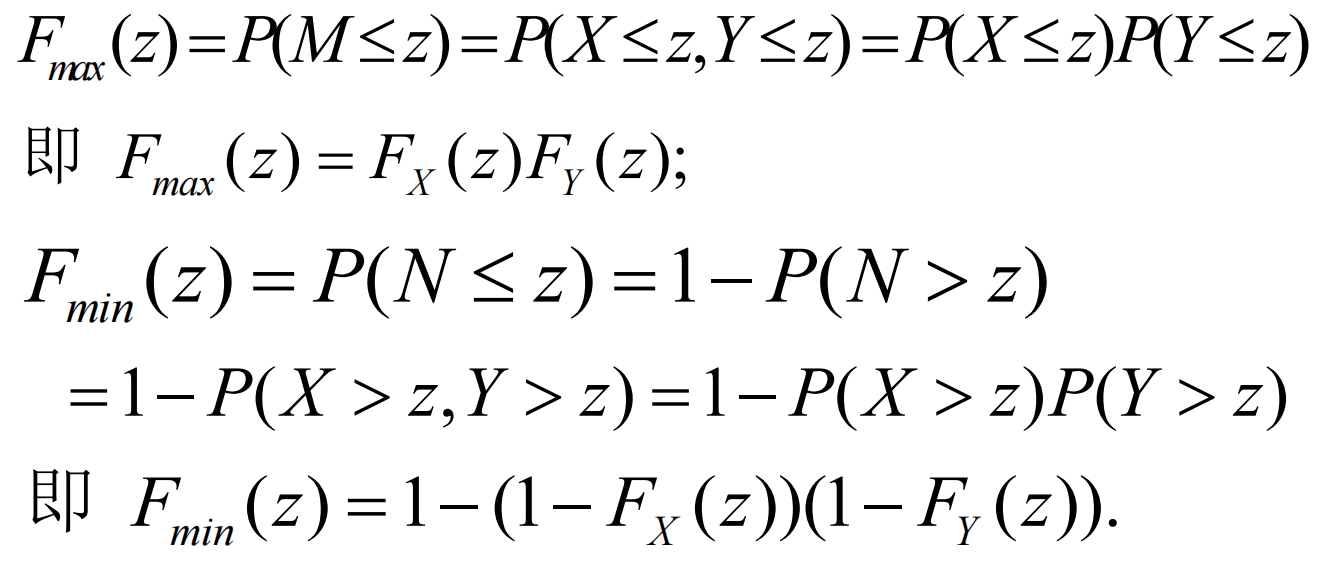 F_max(z)=P(M≤z)=P(X≤z,Y≤z)=P(X≤z)P(Y≤z)
即 F_max(z)=F_X(z)F_Y(z);
F_min(z)=P(N≤z)=1−P(N>z)
=1−P(X>z,Y>z)=1−P(X>z)P(Y>z)
即 F_min(z)=1−(1−F_X(z))(1−F_Y(z)).